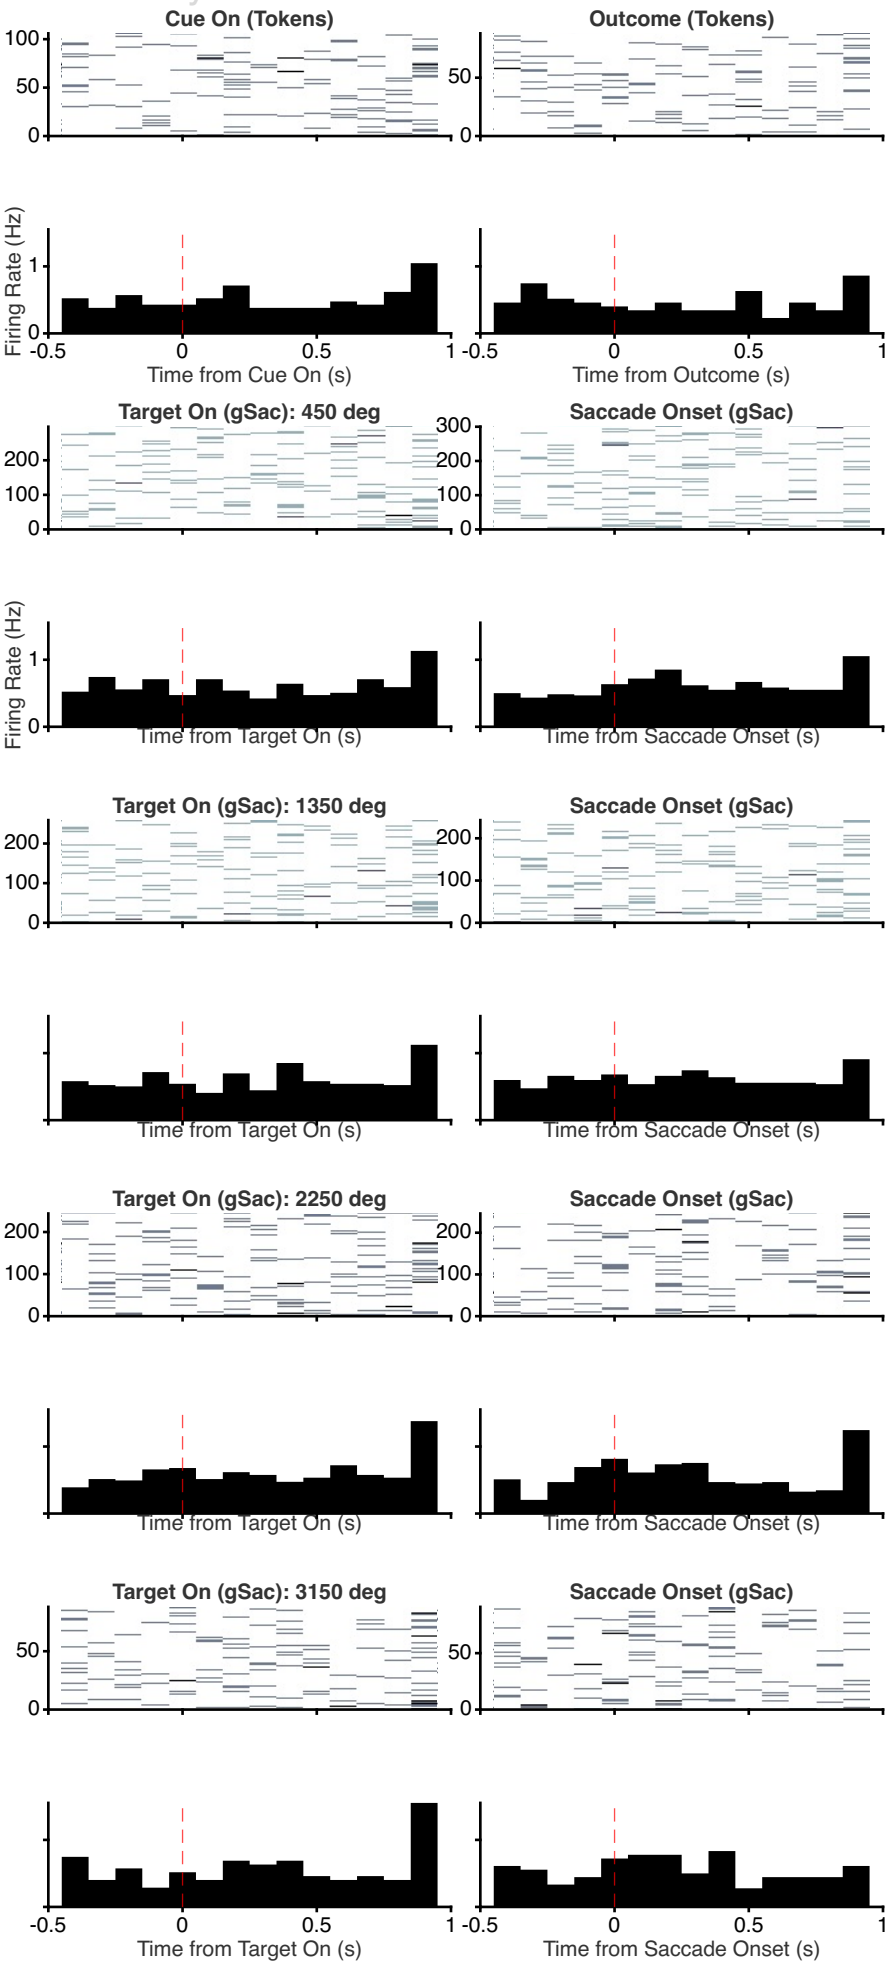 Cue On (Tokens) Outcome (Tokens)
100
50
0
50
0
Firing Rate (Hz)
1
0
-0.5 0 0.5 1 -0.5 0 0.5 1
Time from Cue On (s) Time from Outcome (s)
Target On (gSac): 450 deg Saccade Onset (gSac)
200
100
0
300
200
100
0
Firing Rate (Hz)
1
0
Time from Target On (s) Time from Saccade Onset (s)
Target On (gSac): 1350 deg Saccade Onset (gSac)
200
100
0
200
100
0
Time from Target On (s) Time from Saccade Onset (s)
Target On (gSac): 2250 deg Saccade Onset (gSac)
200
100
0
200
100
0
Time from Target On (s) Time from Saccade Onset (s)
Target On (gSac): 3150 deg Saccade Onset (gSac)
50
0
50
0
-0.5 0 0.5 1 -0.5 0 0.5 1
Time from Target On (s) Time from Saccade Onset (s)